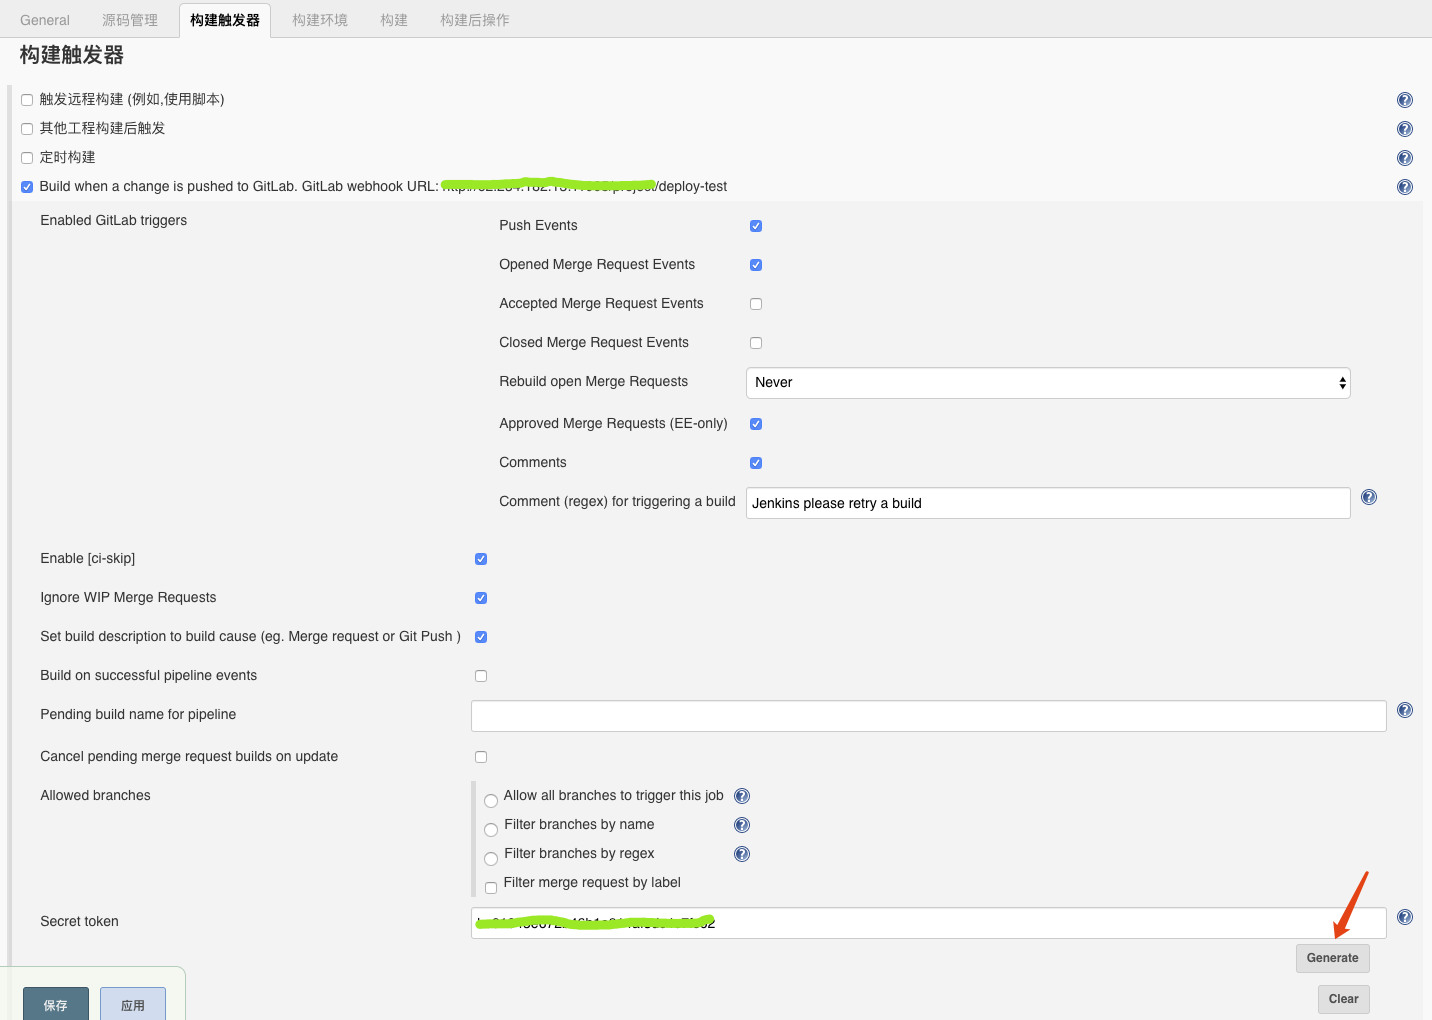 General 源码管理 构建触发器 构建环境 构建 构建后操作
构建触发器
触发远程构建 (例如,使用脚本)
其他工程构建后触发
定时构建
Build when a change is pushed to GitLab. GitLab webhook URL: /deploy-test
Enabled GitLab triggers
Push Events
Opened Merge Request Events
Accepted Merge Request Events
Closed Merge Request Events
Rebuild open Merge Requests Never
Approved Merge Requests (EE-only)
Comments
Comment (regex) for triggering a build Jenkins please retry a build
Enable [ci-skip]
Ignore WIP Merge Requests
Set build description to build cause (eg. Merge request or Git Push )
Build on successful pipeline events
Pending build name for pipeline
Cancel pending merge request builds on update
Allowed branches
Allow all branches to trigger this job
Filter branches by name
Filter branches by regex
Filter merge request by label
Secret token
Generate
Clear
保存 应用